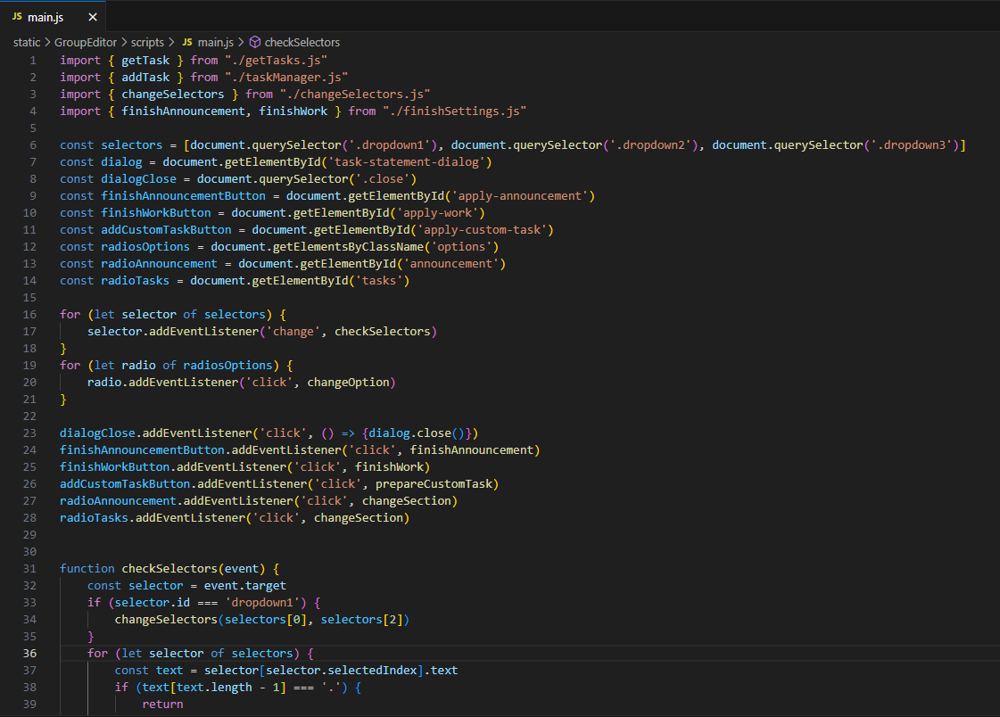 JS main.js ×
static > GroupEditor > scripts > JS main.js > checkSelectors
1 import { getTask } from "./getTasks.js"
2 import { addTask } from "./taskManager.js"
3 import { changeSelectors } from "./changeSelectors.js"
4 import { finishAnnouncement, finishWork } from "./finishSettings.js"
5
6 const selectors = [document.querySelector('.dropdown1'), document.querySelector('.dropdown2'), document.querySelector('.dropdown3')]
7 const dialog = document.getElementById('task-statement-dialog')
8 const dialogClose = document.querySelector('.close')
9 const finishAnnouncementButton = document.getElementById('apply-announcement')
10 const finishWorkButton = document.getElementById('apply-work')
11 const addCustomTaskButton = document.getElementById('apply-custom-task')
12 const radiosOptions = document.getElementsByClassName('options')
13 const radioAnnouncement = document.getElementById('announcement')
14 const radioTasks = document.getElementById('tasks')
15
16 for (let selector of selectors) {
17     selector.addEventListener('change', checkSelectors)
18 }
19 for (let radio of radiosOptions) {
20     radio.addEventListener('click', changeOption)
21 }
22
23 dialogClose.addEventListener('click', () => {dialog.close()})
24 finishAnnouncementButton.addEventListener('click', finishAnnouncement)
25 finishWorkButton.addEventListener('click', finishWork)
26 addCustomTaskButton.addEventListener('click', prepareCustomTask)
27 radioAnnouncement.addEventListener('click', changeSection)
28 radioTasks.addEventListener('click', changeSection)
29
30
31 function checkSelectors(event) {
32     const selector = event.target
33     if (selector.id === 'dropdown1') {
34         changeSelectors(selectors[0], selectors[2])
35     }
36     for (let selector of selectors) {
37         const text = selector[selector.selectedIndex].text
38         if (text[text.length - 1] === '.') {
39             return